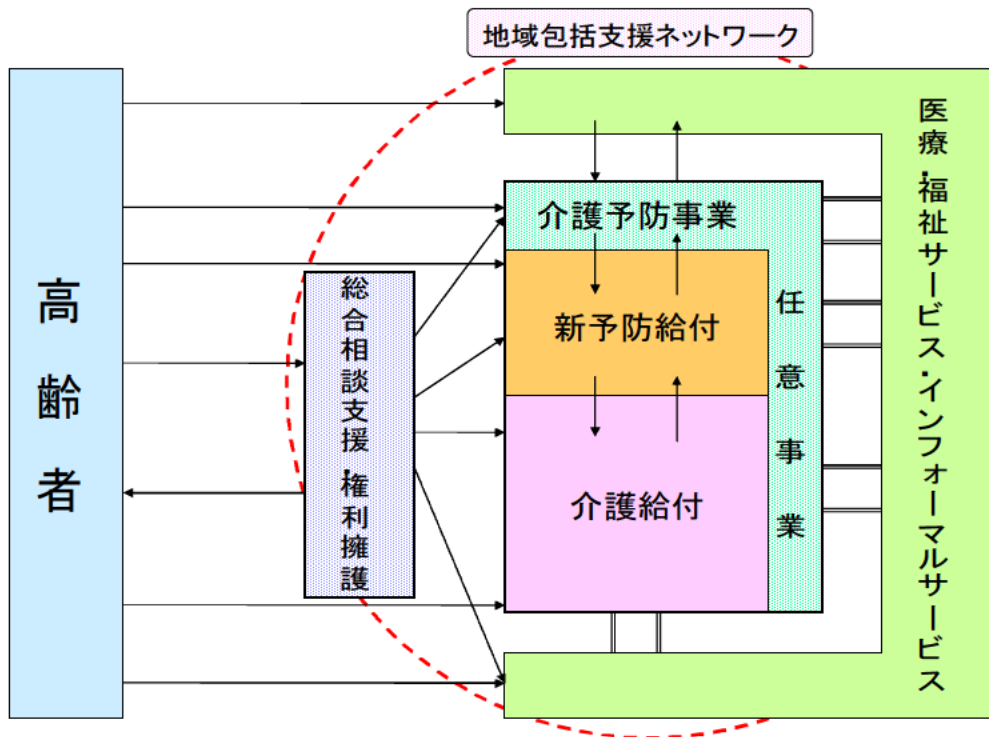 地域包括支援ネットワーク
高齢者
総合相談支援・権利擁護
介護予防事業
新予防給付
介護給付
任意事業
医療・福祉サービス・インフォーマルサービス